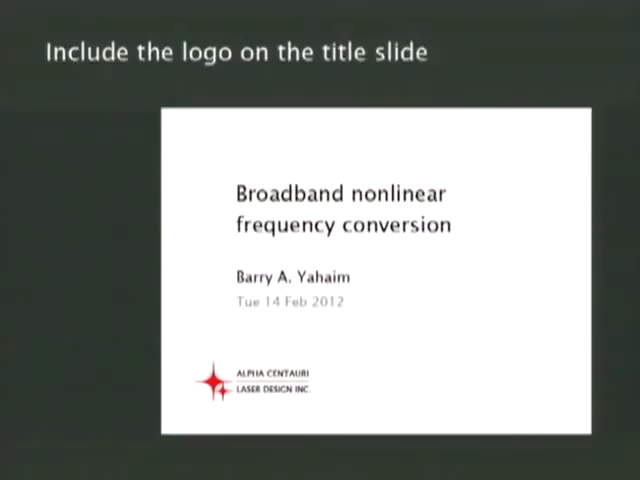 Include the logo on the title slide
Broadband nonlinear
frequency conversion
Barry A. Yahaim
Tue 14 Feb 2012
ALPHA CENTAURI
LASER DESIGN INC.